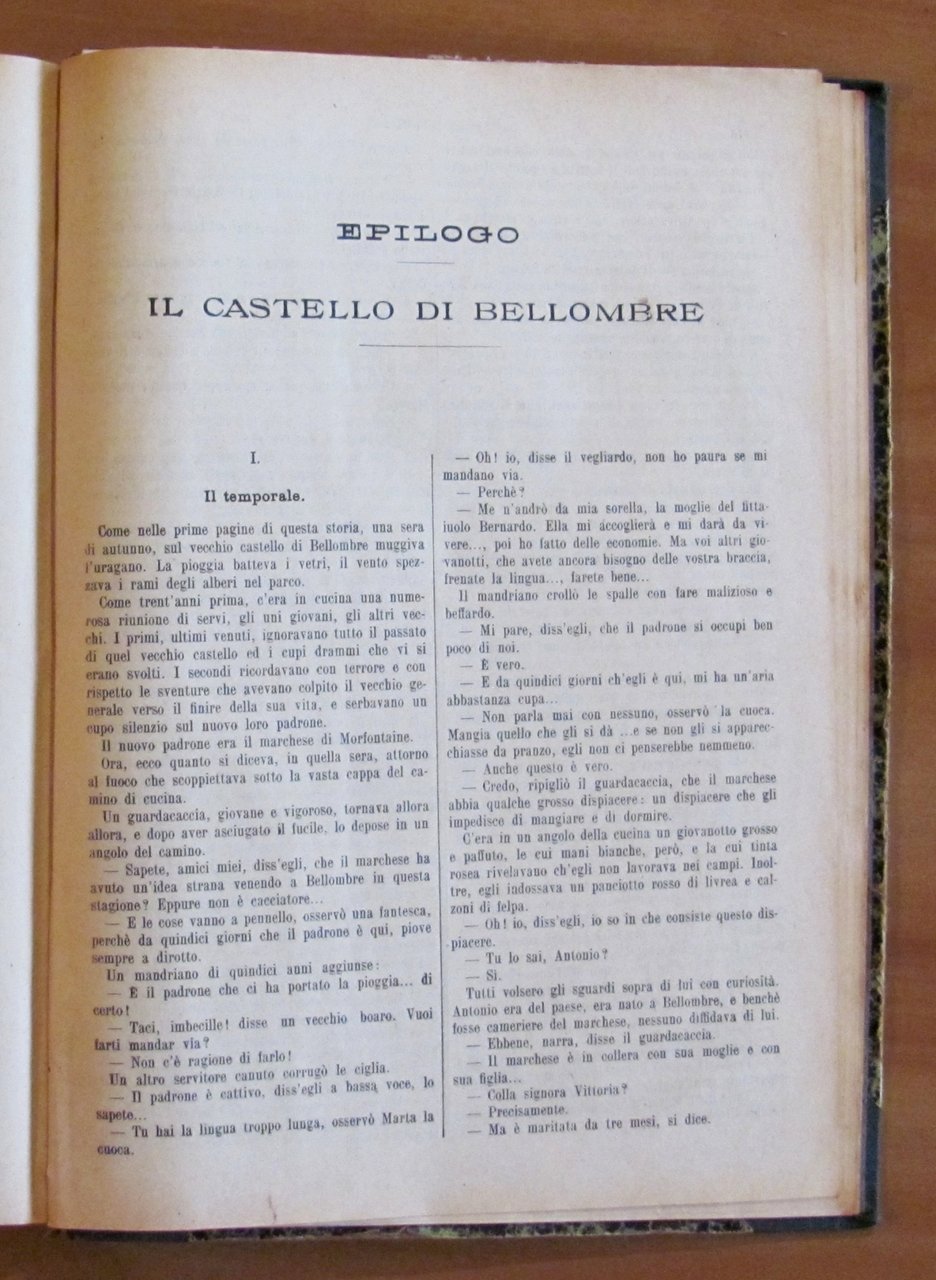 EPILOGO
IL CASTELLO DI BELLOMBRE
I.
Il temporale.
Come nelle prime pagine di questa storia, una sera
di autunno, sul vecchio castello di Bellombre muggiva
l'uragano. La pioggia batteva i vetri, il vento spez-
zava i rami degli alberi nel parco.
Come trent'anni prima, c'era in cucina una nume-
rosa riunione di servi, gli uni giovani, gli altri vec-
chi. I primi, ultimi venuti, ignoravano tutto il passato
di quel vecchio castello ed i cupi drammi che vi si
erano svolti. I secondi ricordavano con terrore e con
rispetto le sventure che avevano colpito il vecchio ge-
nerale verso il finire della sua vita, e serbavano un
cupo silenzio sul nuovo loro padrone.
Il nuovo padrone era il marchese di Morfontaine.
Ora, ecco quanto si diceva, in quella sera, attorno
al fuoco che scoppiettava sotto la vasta cappa del ca-
mino di cucina.
Un guardacaccia, giovane e vigoroso, tornava allora
allora, e dopo aver asciugato il fucile, lo depose in un
angolo del camino.
— Sapete, amici miei, diss'egli, che il marchese ha
avuto un'idea strana venendo a Bellombre in questa
stagione? Eppure non è cacciatore...
— E le cose vanno a pennello, osservò una fantesca,
perchè da quindici giorni che il padrone è qui, piove
sempre a dirotto.
Un mandriano di quindici anni aggiunse:
— È il padrone che ci ha portato la pioggia... di
certo!
— Taci, imbecille! disse un vecchio boaro. Vuoi
farti mandar via?
— Non c'è ragione di farlo!
Un altro servitore canuto corrugò le ciglia.
— Il padrone è cattivo, diss'egli a bassa voce, lo
sapete...
— Tu hai la lingua troppo lunga, osservò Marta la
cuoca.
— Oh! io, disse il vegliardo, non ho paura se mi
mandano via.
— Perchè?
— Me n'andrò da mia sorella, la moglie del fitta-
iuolo Bernardo. Ella mi accoglierà e mi darà da vi-
vere..., poi ho fatto delle economie. Ma voi altri gio-
vanotti, che avete ancora bisogno delle vostra braccia,
frenate la lingua..., farete bene...
Il mandriano crollò le spalle con fare malizioso e
beffardo.
— Mi pare, diss'egli, che il padrone si occupi ben
poco di noi.
— È vero.
— E da quindici giorni ch'egli è qui, mi ha un'aria
abbastanza cupa...
— Non parla mai con nessuno, osservò la cuoca.
Mangia quello che gli si dà ...e se non gli si apparec-
chiasse da pranzo, egli non ci penserebbe nemmeno.
— Anche questo è vero.
— Credo, ripigliò il guardacaccia, che il marchese
abbia qualche grosso dispiacere: un dispiacere che gli
impedisce di mangiare e di dormire.
C'era in un angolo della cucina un giovanotto grosso
e paffuto, le cui mani bianche, però, e la cui tinta
rosea rivelavano ch'egli non lavorava nei campi. Inol-
tre, egli indossava un panciotto rosso di livrea e cal-
zoni di felpa.
— Oh! io, diss'egli, io so in che consiste questo dis-
piacere.
— Tu lo sai, Antonio?
— Sì.
Tutti volsero gli sguardi sopra di lui con curiosità.
Antonio era del paese, era nato a Bellombre, e benchè
fosse cameriere del marchese, nessuno diffidava di lui.
— Ebbene, narra, disse il guardacaccia.
— Il marchese è in collera con sua moglie e con
sua figlia...
— Colla signora Vittoria?
— Precisamente.
— Ma è maritata da tre mesi, si dice.